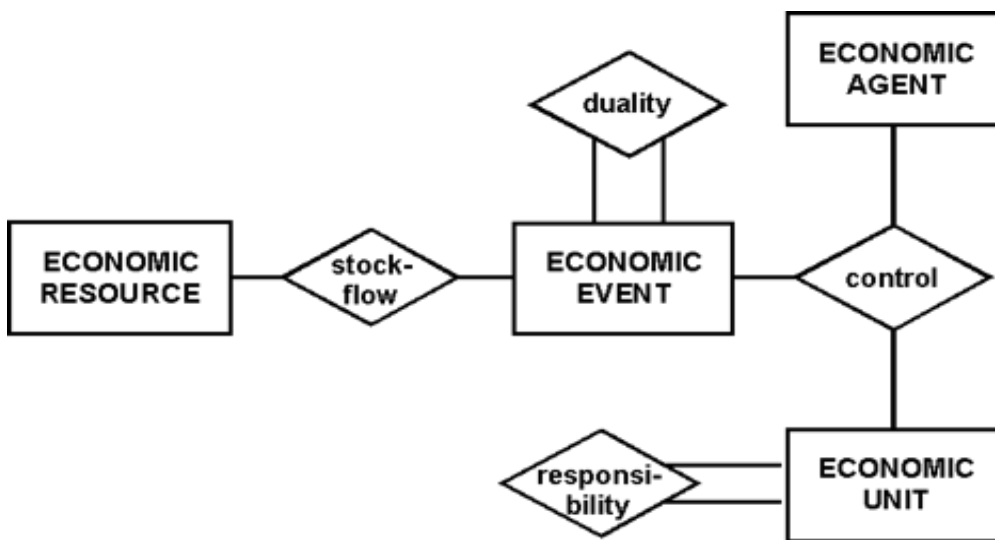 ECONOMIC
AGENT
duality
ECONOMIC
RESOURCE
stock-
flow
ECONOMIC
EVENT
control
responsi-
bility
ECONOMIC
UNIT